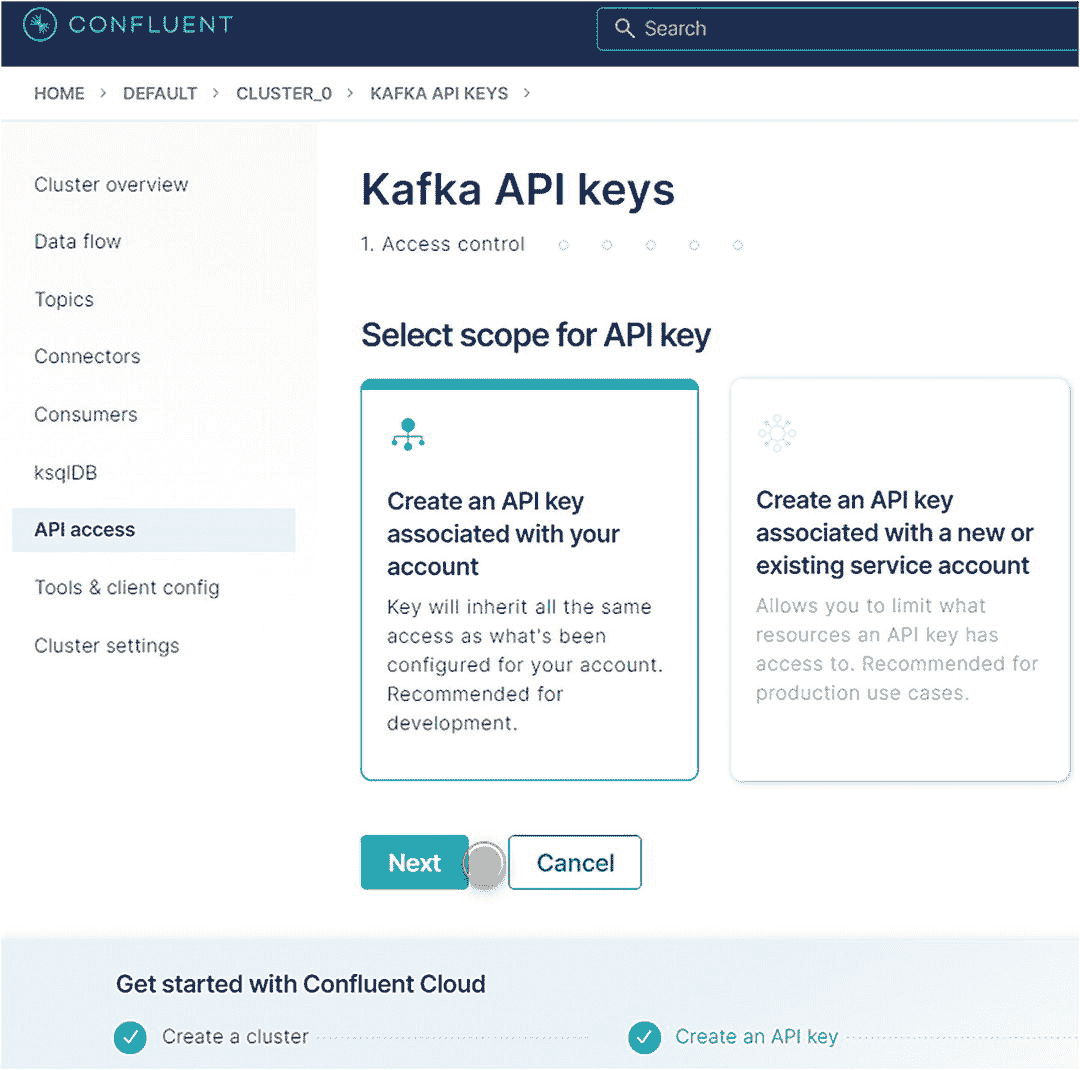 CONFLUENT
Search
HOME > DEFAULT > CLUSTER_0 > KAFKA API KEYS >
Cluster overview
Data flow
Topics
Connectors
Consumers
ksqlDB
API access
Tools & client config
Cluster settings
Kafka API keys
1. Access control
Select scope for API key
Create an API key
associated with your
account
Key will inherit all the same
access as what's been
configured for your account.
Recommended for
development.
Create an API key
associated with a new or
existing service account
Allows you to limit what
resources an API key has
access to. Recommended for
production use cases.
Next
Cancel
Get started with Confluent Cloud
Create a cluster
Create an API key